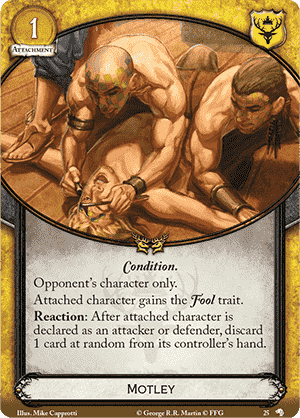 1
Attachment
Condition.
Opponent's character only.
Attached character gains the Fool trait.
Reaction: After attached character is
declared as an attacker or defender, discard
1 card at random from its controller's hand.
Motley
Illus. Mike Capprotti © George R.R. Martin © FFG 25